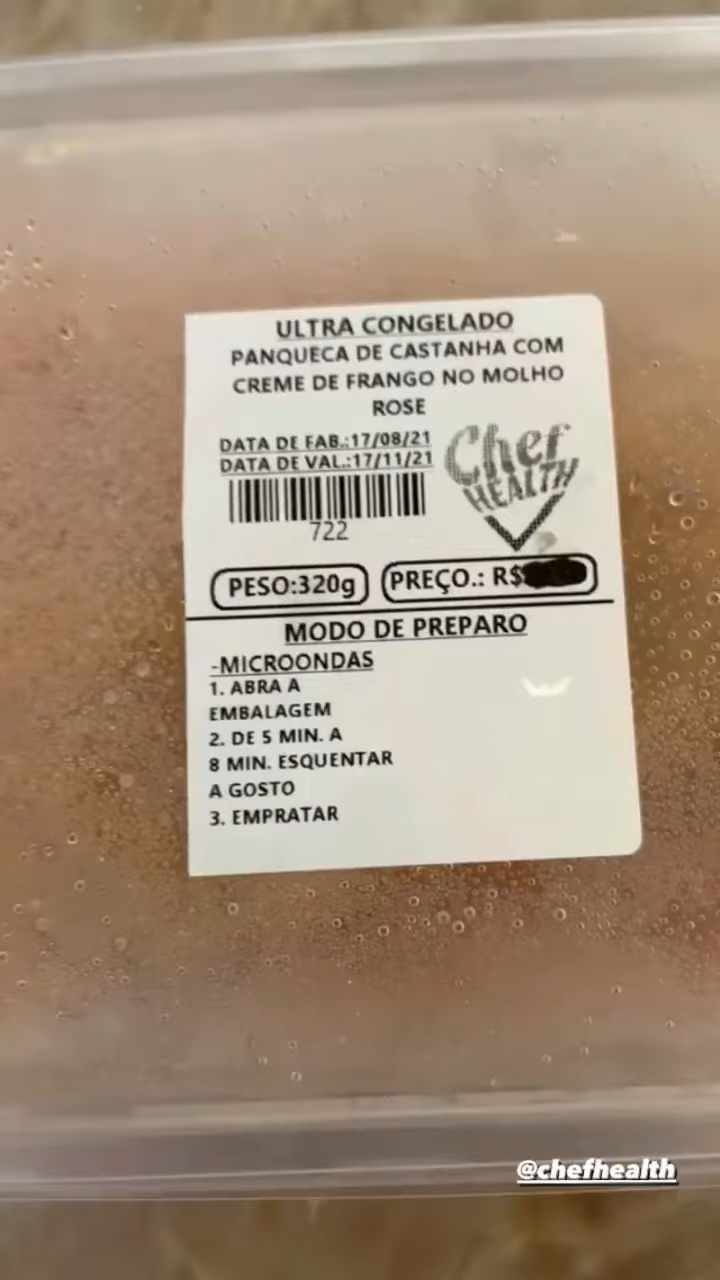 ULTRA CONGELADO
PANQUECA DE CASTANHA COM
CREME DE FRANGO NO MOLHO
ROSE
DATA DE FAB.:17/08/21
DATA DE VAL.:17/11/21
Chef
HEALTH
722
PESO:320g
PREÇO.: R$
MODO DE PREPARO
-MICROONDAS
1. ABRA A
EMBALAGEM
2. DE 5 MIN. A
8 MIN. ESQUENTAR
A GOSTO
3. EMPRATAR
@chefhealth